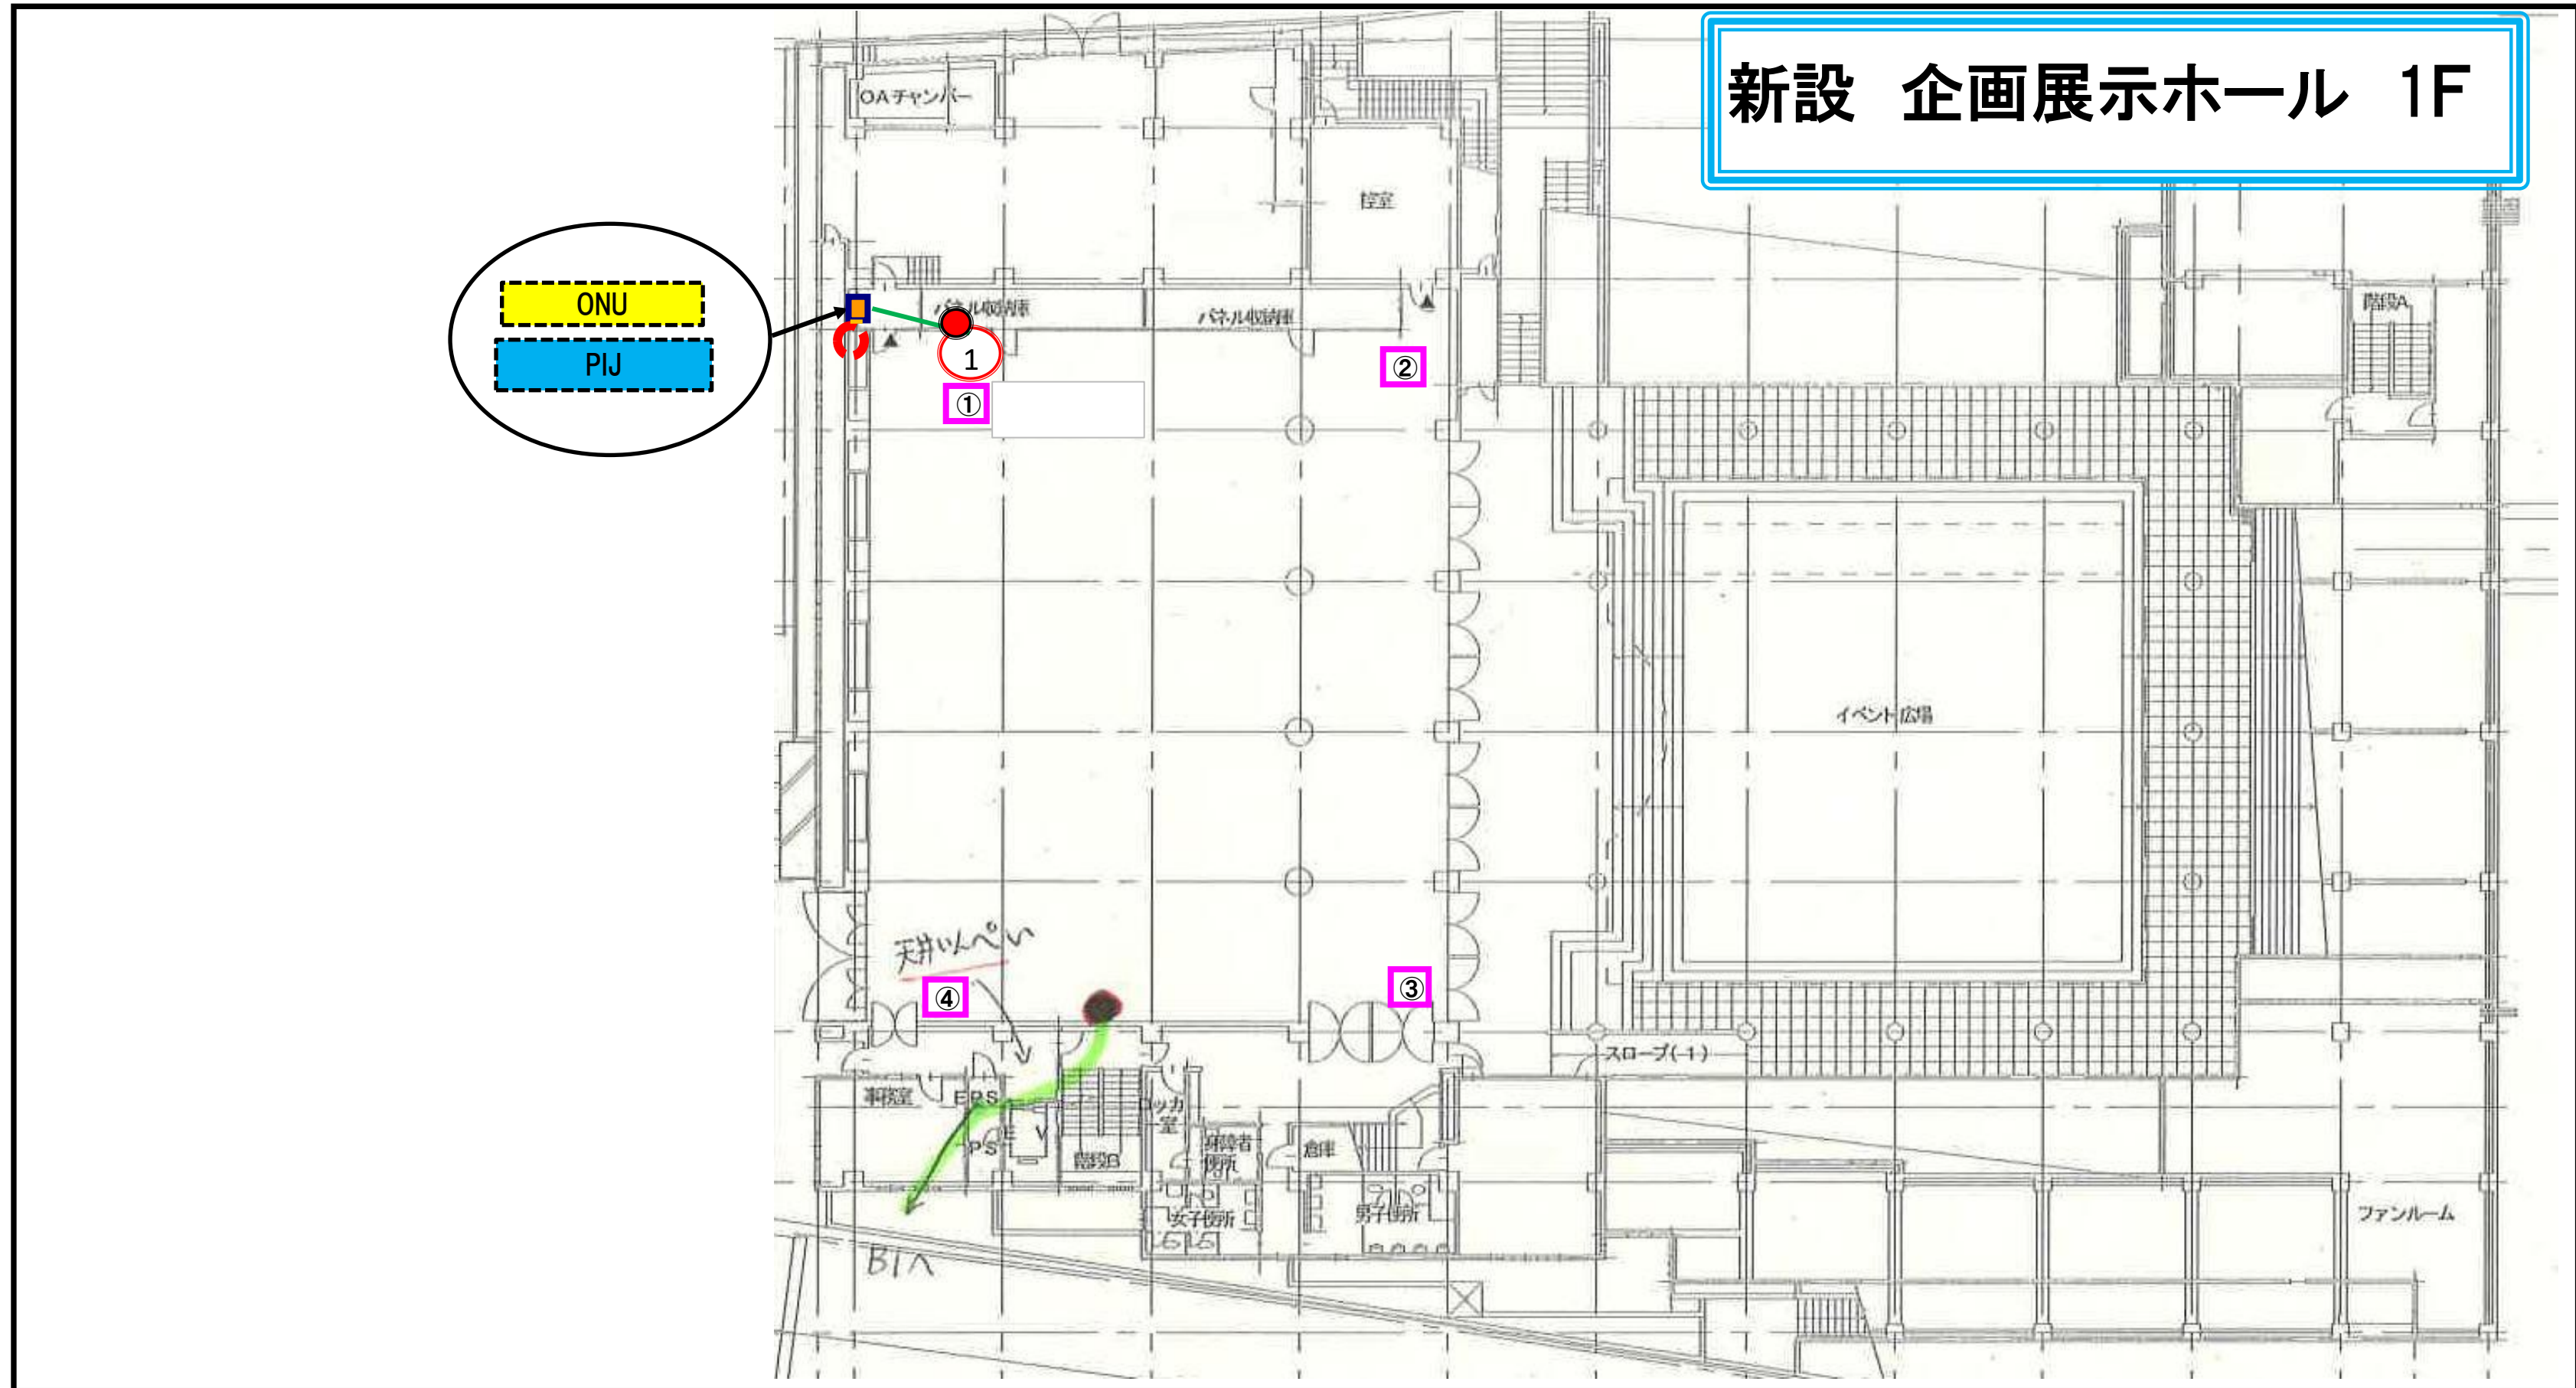 新設 企画展示ホール 1F
OAチャンバー
控室
ONU
PIJ
パネル収納庫
パネル収納庫
階段A
1
①
②
イベント広場
天井いんぺい
④
③
スロープ(-1)
事務室
EPS
PS
EV
階段B
ロッカ
室
身障者
便所
倉庫
女子便所
男子便所
ファンルーム
B1へ